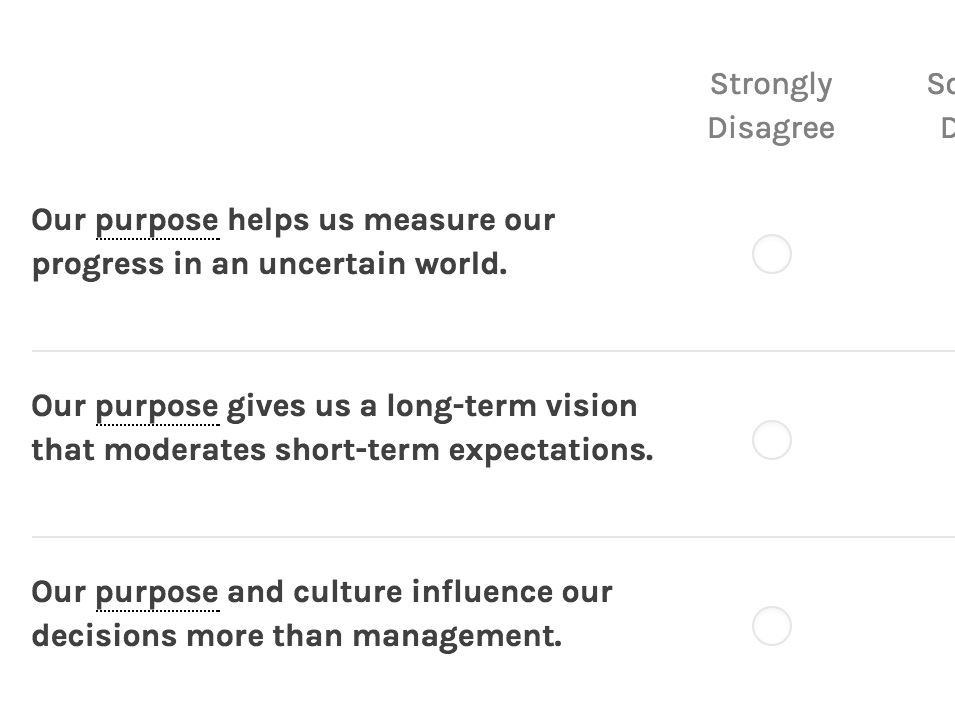 Strongly
Disagree
Our purpose helps us measure our
progress in an uncertain world.
Our purpose gives us a long-term vision
that moderates short-term expectations.
Our purpose and culture influence our
decisions more than management.